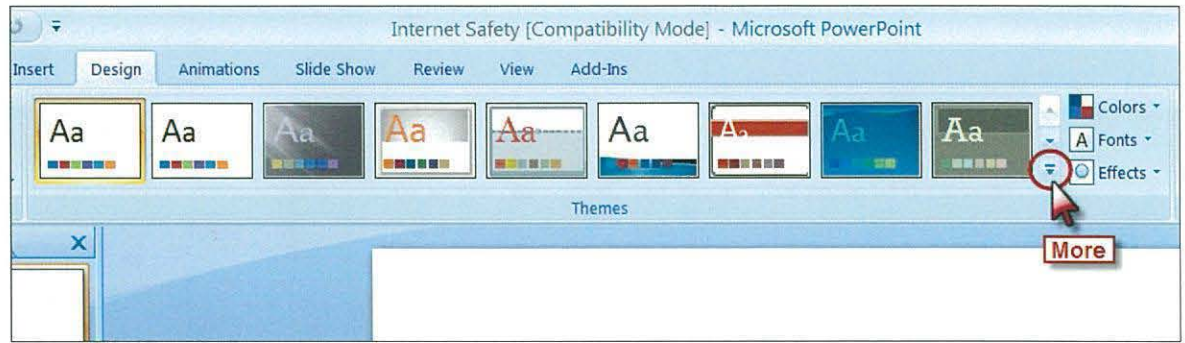 Internet Safety [Compatibility Mode] - Microsoft PowerPoint
Insert Design Animations Slide Show Review View Add-Ins
Aa Aa Aa Aa Aa Aa Aa Aa Aa
Colors
Fonts
Effects
Themes
More